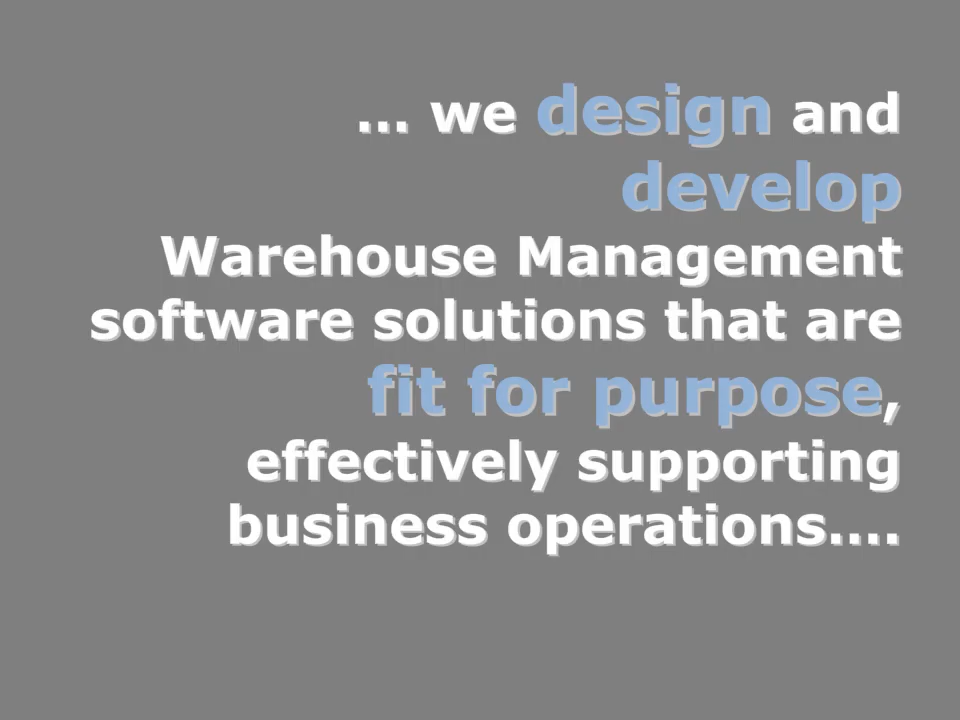 ... we design and
develop
Warehouse Management
software solutions that are
fit for purpose,
effectively supporting
business operations....